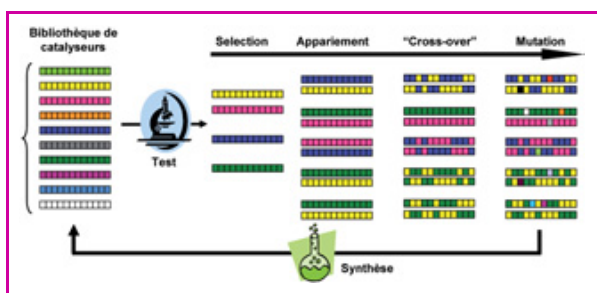 Bibliothèque de
catalyseurs
Selection
Appariement
"Cross-over"
Mutation
Test
Synthèse